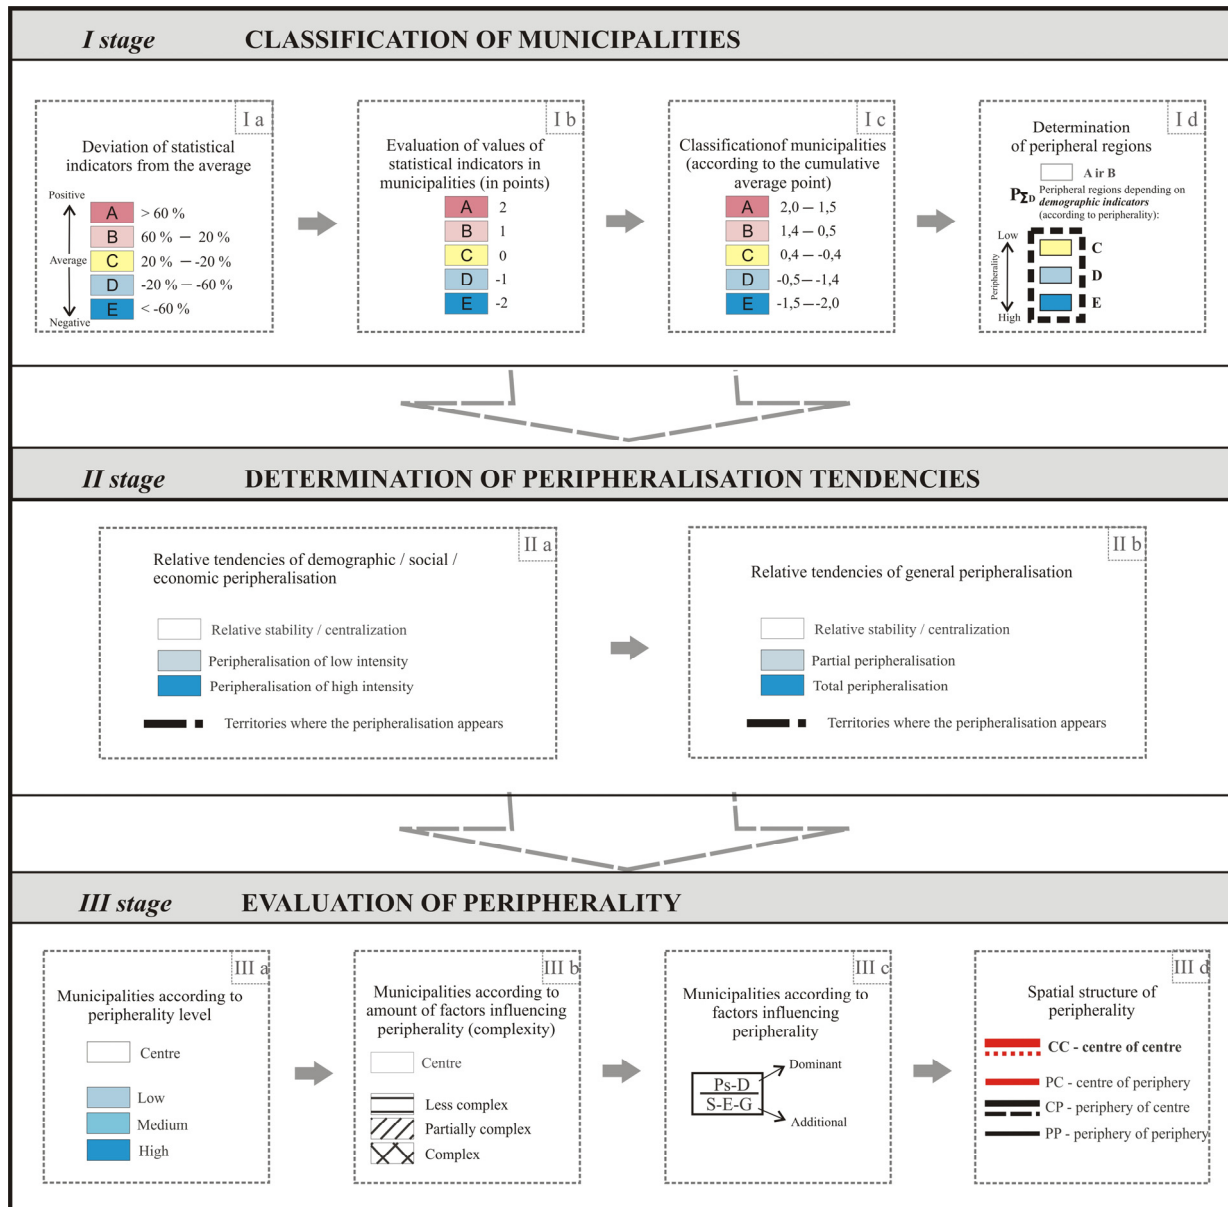 I stage CLASSIFICATION OF MUNICIPALITIES
I a
Deviation of statistical
indicators from the average
Positive
Average
Negative
A > 60 %
B 60 % – 20 %
C 20 % – -20 %
D -20 % – -60 %
E < -60 %
I b
Evaluation of values of
statistical indicators in
municipalities (in points)
A 2
B 1
C 0
D -1
E -2
I c
Classificationof municipalities
(according to the cumulative
average point)
A 2,0 – 1,5
B 1,4 – 0,5
C 0,4 – -0,4
D -0,5 – -1,4
E -1,5 – -2,0
I d
Determination
of peripheral regions
A ir B
PΣD Peripheral regions depending on
demographic indicators
(according to peripherality):
Low
Peripherality
High
C
D
E
II stage DETERMINATION OF PERIPHERALISATION TENDENCIES
II a
Relative tendencies of demographic / social /
economic peripheralisation
Relative stability / centralization
Peripheralisation of low intensity
Peripheralisation of high intensity
Territories where the peripheralisation appears
II b
Relative tendencies of general peripheralisation
Relative stability / centralization
Partial peripheralisation
Total peripheralisation
Territories where the peripheralisation appears
III stage EVALUATION OF PERIPHERALITY
III a
Municipalities according to
peripherality level
Centre
Low
Medium
High
III b
Municipalities according to
amount of factors influencing
peripherality (complexity)
Centre
Less complex
Partially complex
Complex
III c
Municipalities according to
factors influencing
peripherality
Dominant
Ps-D
S-E-G
Additional
III d
Spatial structure of
peripherality
CC - centre of centre
PC - centre of periphery
CP - periphery of centre
PP - periphery of periphery